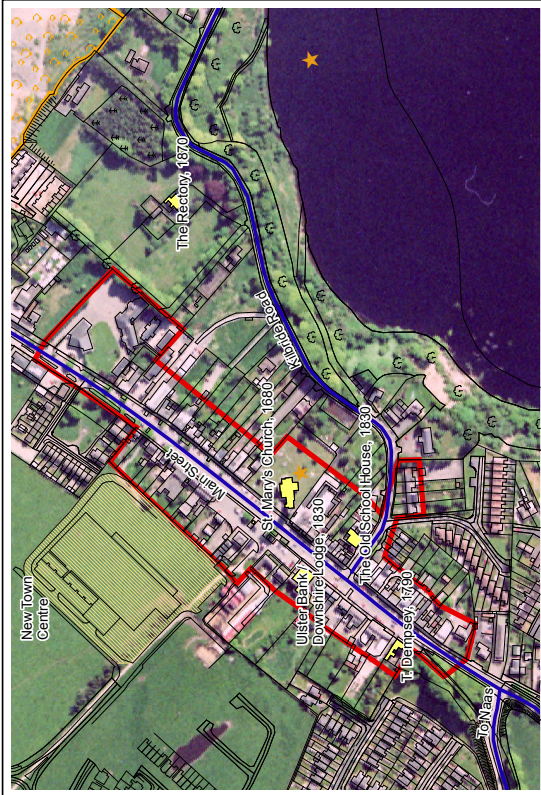 The Rectory, 1870
Kilbride Road
St. Mary's Church, 1680
Main Street
The Old School House, 1830
New Town
Centre
Ulster Bank /
Downshire Lodge, 1830
T. Dempsey, 1790
To Naas